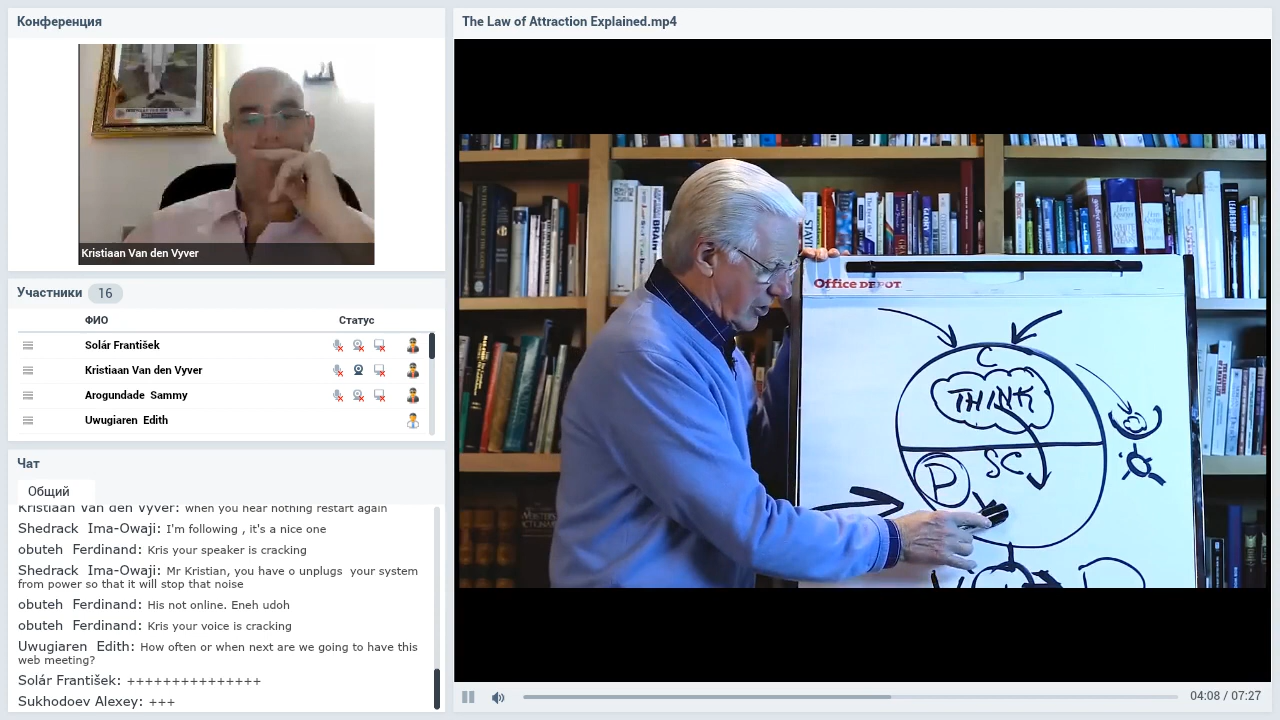 Конференция
Kristiaan Van den Vyver
Участники 16
ФИО Статус
Solár František
Kristiaan Van den Vyver
Arogundade Sammy
Uwugiaren Edith
Чат
Общий
Kristiaan Van den Vyver: when you hear nothing restart again
Shedrack Ima-Owaji: I'm following , it's a nice one
obuteh Ferdinand: Kris your speaker is cracking
Shedrack Ima-Owaji: Mr Kristian, you have o unplugs your system
from power so that it will stop that noise
obuteh Ferdinand: His not online. Eneh udoh
obuteh Ferdinand: Kris your voice is cracking
Uwugiaren Edith: How often or when next are we going to have this
web meeting?
Solár František: +++++++++++++++
Sukhodoev Alexey: +++
The Law of Attraction Explained.mp4
Office DEPOT
C
THINK
SC
P
04:08 / 07:27